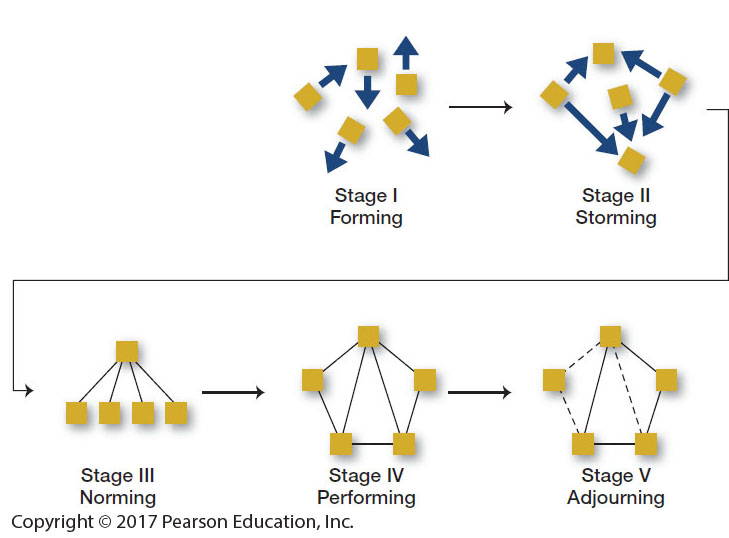 Stage I
Forming
Stage II
Storming
Stage III
Norming
Stage IV
Performing
Stage V
Adjourning
Copyright © 2017 Pearson Education, Inc.